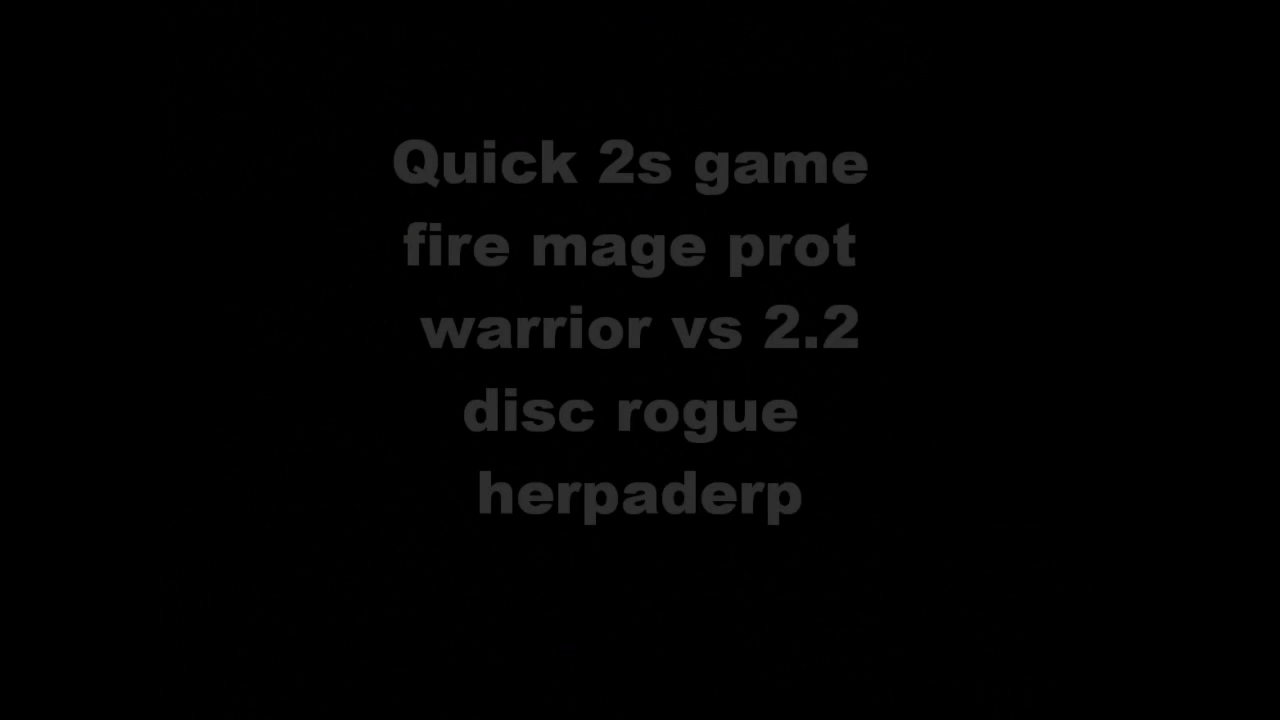 Quick 2s game
fire mage prot
warrior vs 2.2
disc rogue
herpaderp